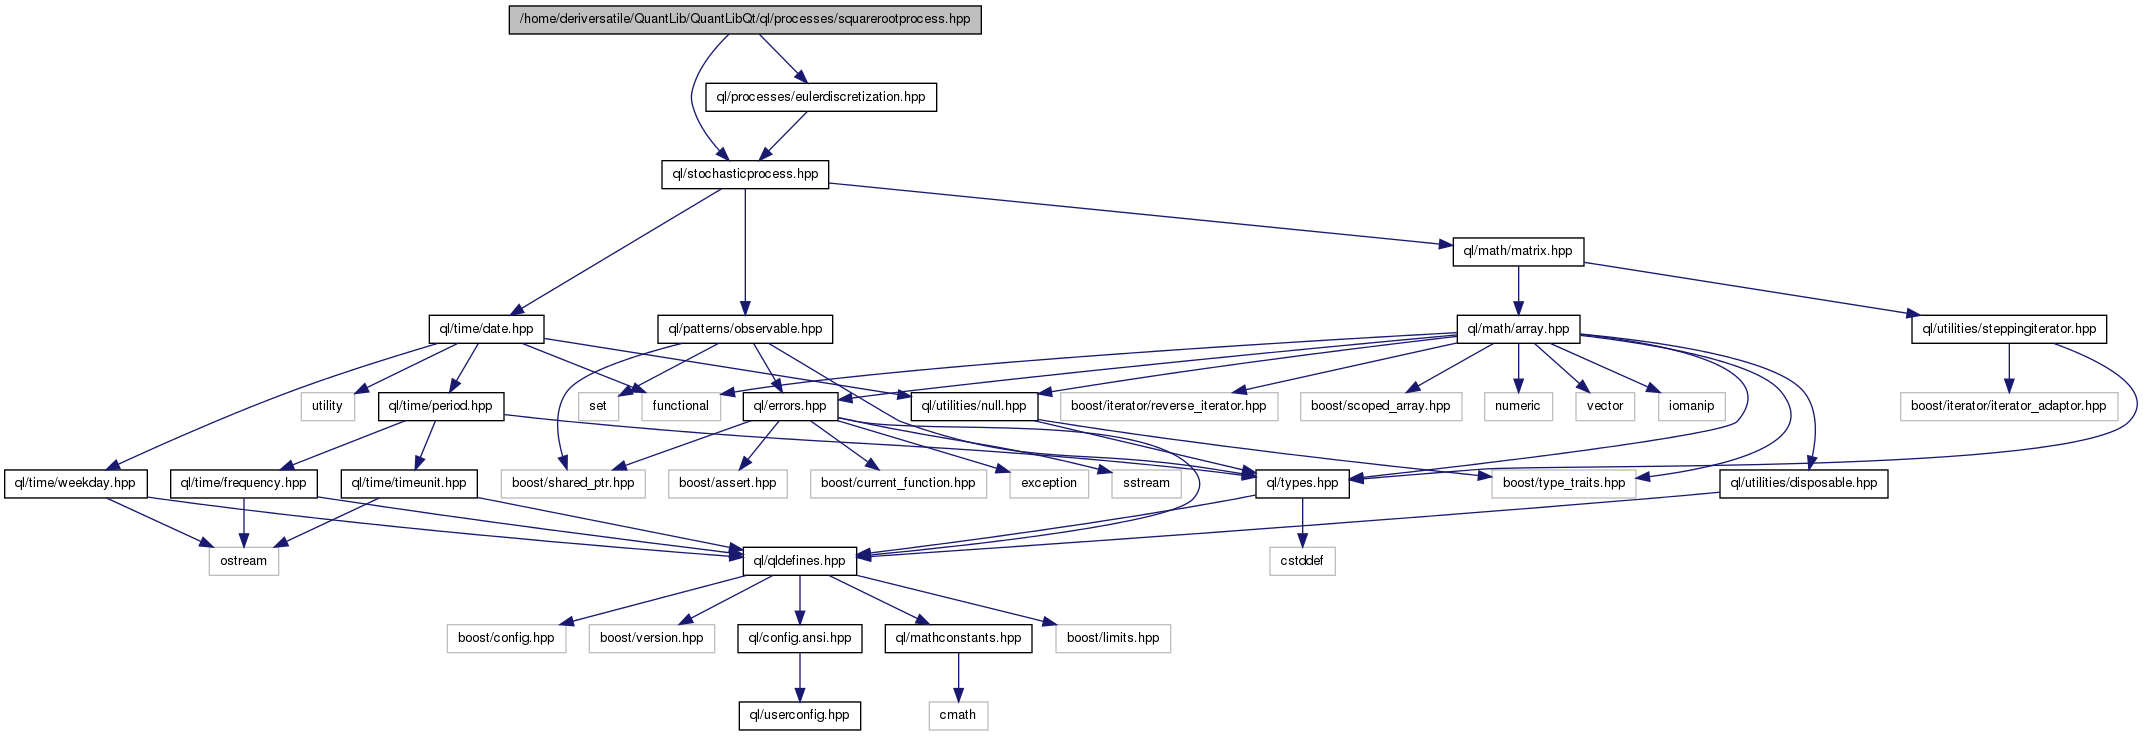 /home/deriversatile/QuantLib/QuantLibQt/ql/processes/squarerootprocess.hpp
ql/processes/eulerdiscretization.hpp
ql/stochasticprocess.hpp
ql/math/matrix.hpp
ql/time/date.hpp
ql/patterns/observable.hpp
ql/math/array.hpp
ql/utilities/steppingiterator.hpp
utility
ql/time/period.hpp
set
functional
ql/errors.hpp
ql/utilities/null.hpp
boost/iterator/reverse_iterator.hpp
boost/scoped_array.hpp
numeric
vector
iomanip
boost/iterator/iterator_adaptor.hpp
ql/time/weekday.hpp
ql/time/frequency.hpp
ql/time/timeunit.hpp
boost/shared_ptr.hpp
boost/assert.hpp
boost/current_function.hpp
exception
sstream
ql/types.hpp
boost/type_traits.hpp
ql/utilities/disposable.hpp
ostream
ql/qldefines.hpp
cstddef
boost/config.hpp
boost/version.hpp
ql/config.ansi.hpp
ql/mathconstants.hpp
boost/limits.hpp
ql/userconfig.hpp
cmath